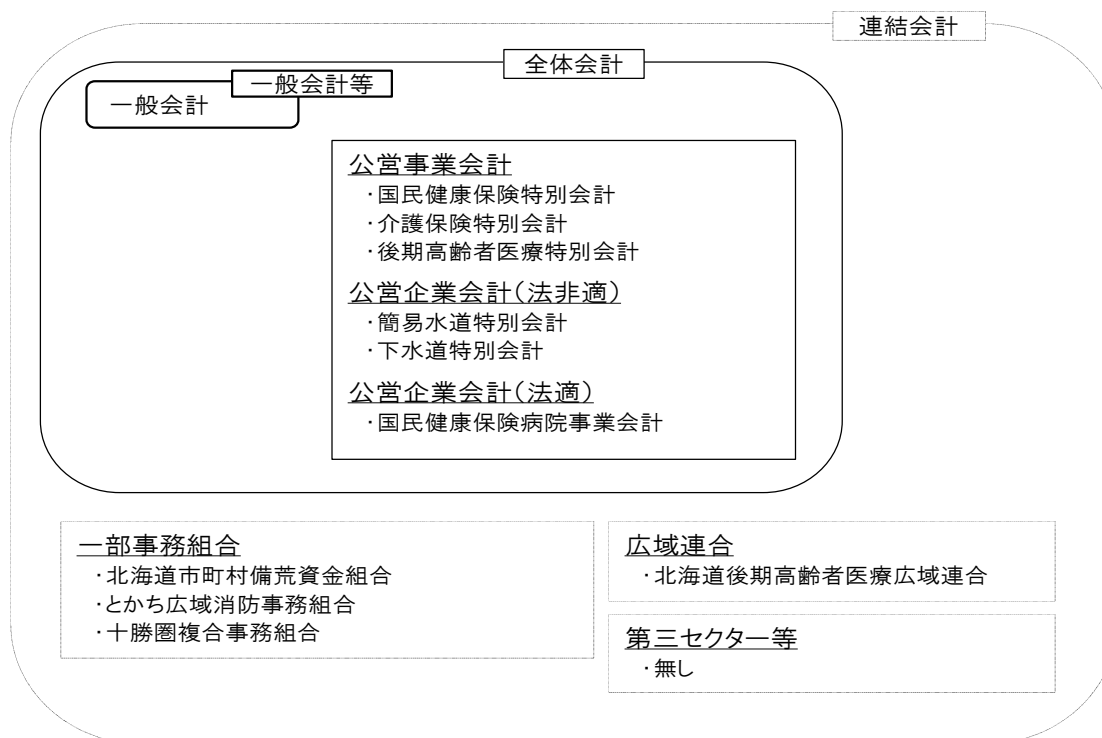 連結会計
全体会計
一般会計等
一般会計
公営事業会計
・国民健康保険特別会計
・介護保険特別会計
・後期高齢者医療特別会計
公営企業会計(法非適)
・簡易水道特別会計
・下水道特別会計
公営企業会計(法適)
・国民健康保険病院事業会計
一部事務組合
・北海道市町村備荒資金組合
・とかち広域消防事務組合
・十勝圏複合事務組合
広域連合
・北海道後期高齢者医療広域連合
第三セクター等
・無し